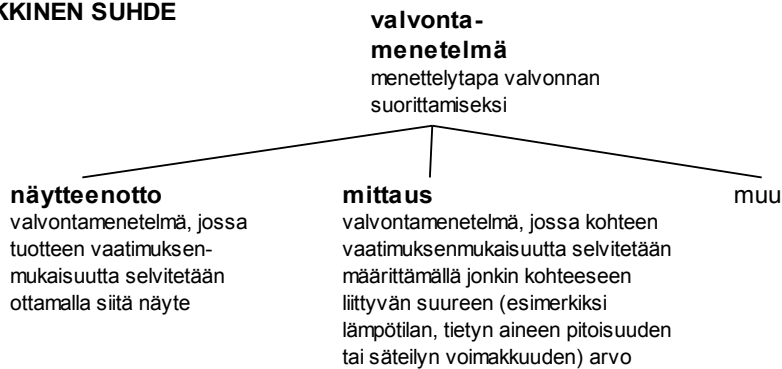 KKINEN SUHDE
valvonta-
menetelmä
menettelytapa valvonnan
suorittamiseksi
näytteenotto
valvontamenetelmä, jossa
tuotteen vaatimuksen-
mukaisuutta selvitetään
ottamalla siitä näyte
mittaus
valvontamenetelmä, jossa kohteen
vaatimuksenmukaisuutta selvitetään
määrittämällä jonkin kohteeseen
liittyvän suureen (esimerkiksi
lämpötilan, tietyn aineen pitoisuuden
tai säteilyn voimakkuuden) arvo
muu